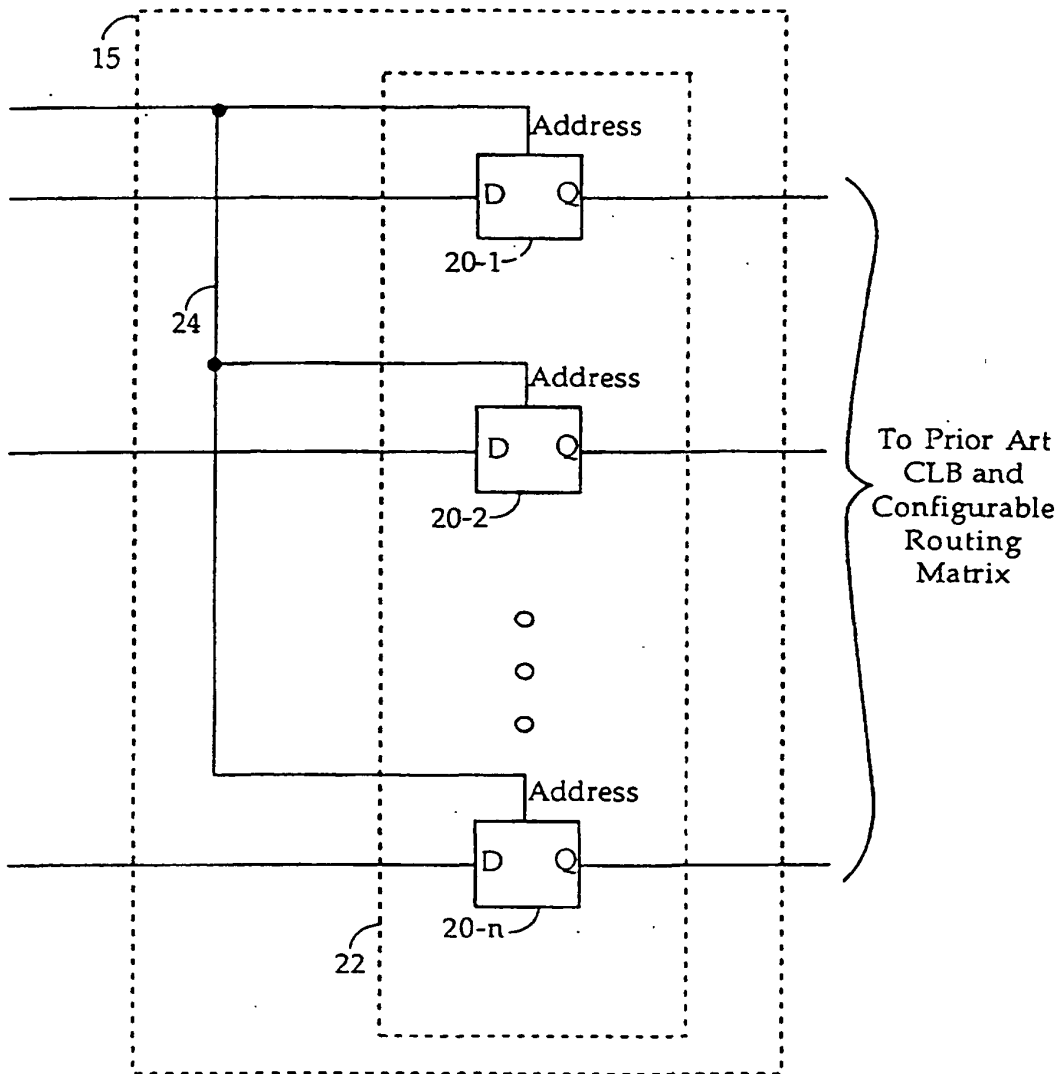 15
Address
D Q
20-1
24
Address
D Q
20-2
To Prior Art
CLB and
Configurable
Routing
Matrix
Address
D Q
20-n
22